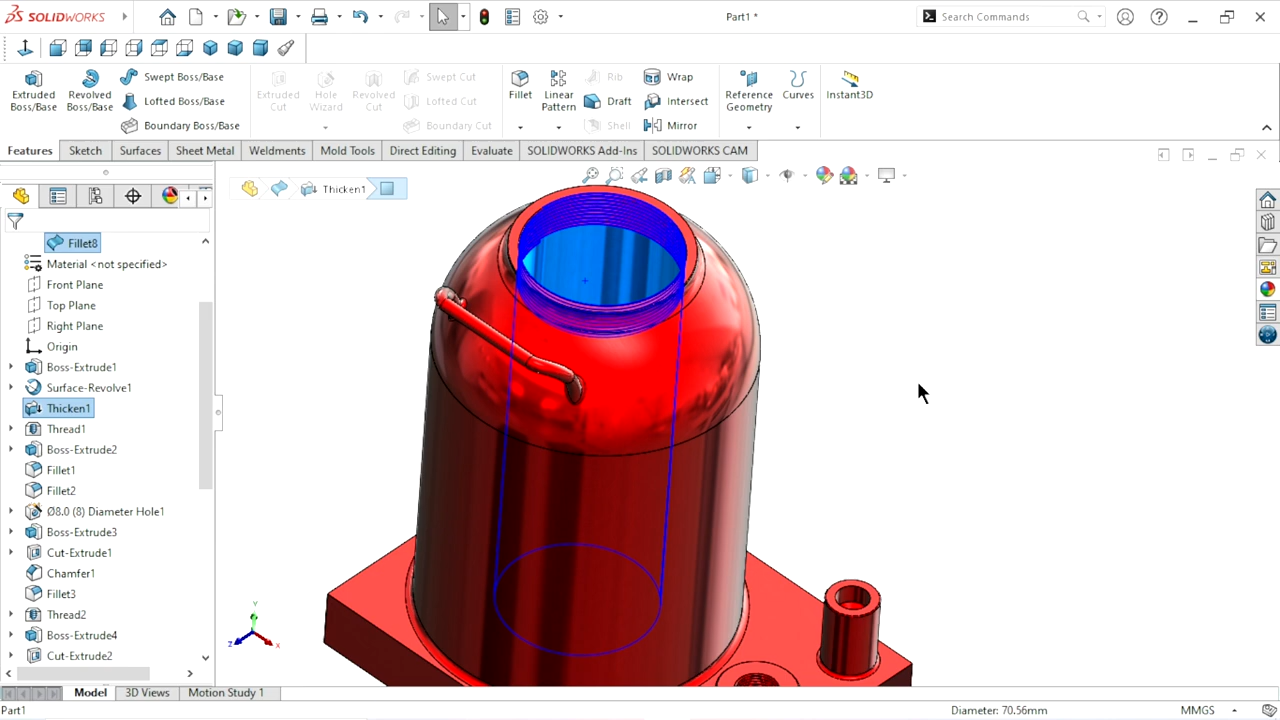 SOLIDWORKS
Part1 *
Search Commands
Extruded Boss/Base
Revolved Boss/Base
Swept Boss/Base
Lofted Boss/Base
Boundary Boss/Base
Extruded Cut
Hole Wizard
Revolved Cut
Swept Cut
Lofted Cut
Boundary Cut
Fillet
Linear Pattern
Rib
Draft
Shell
Wrap
Intersect
Mirror
Reference Geometry
Curves
Instant3D
Features
Sketch
Surfaces
Sheet Metal
Weldments
Mold Tools
Direct Editing
Evaluate
SOLIDWORKS Add-Ins
SOLIDWORKS CAM
Thicken1
Fillet8
Material <not specified>
Front Plane
Top Plane
Right Plane
Origin
Boss-Extrude1
Surface-Revolve1
Thicken1
Thread1
Boss-Extrude2
Fillet1
Fillet2
Ø8.0 (8) Diameter Hole1
Boss-Extrude3
Cut-Extrude1
Chamfer1
Fillet3
Thread2
Boss-Extrude4
Cut-Extrude2
Y
Z
X
Model
3D Views
Motion Study 1
Part1
Diameter: 70.56mm
MMGS